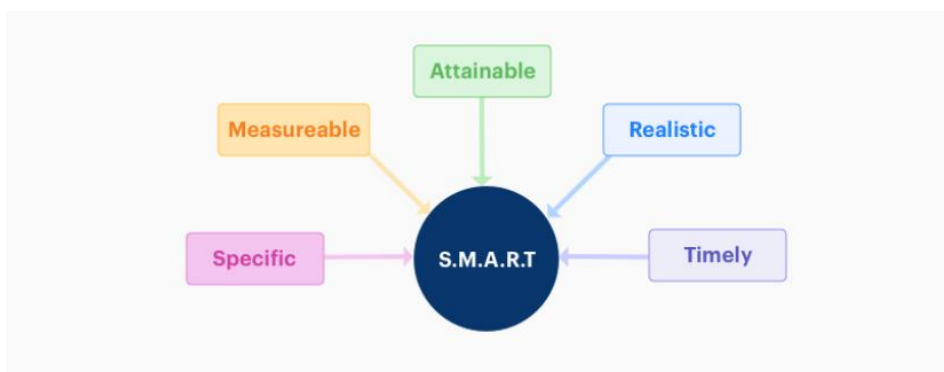 Attainable
Measureable
Realistic
Specific
S.M.A.R.T
Timely